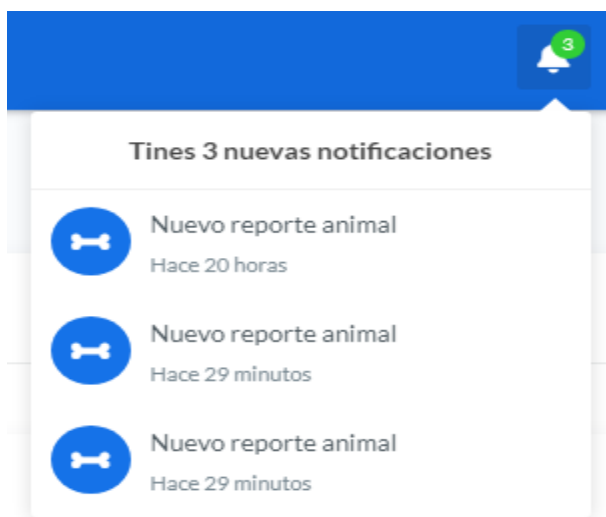 3
Tines 3 nuevas notificaciones
Nuevo reporte animal
Hace 20 horas
Nuevo reporte animal
Hace 29 minutos
Nuevo reporte animal
Hace 29 minutos